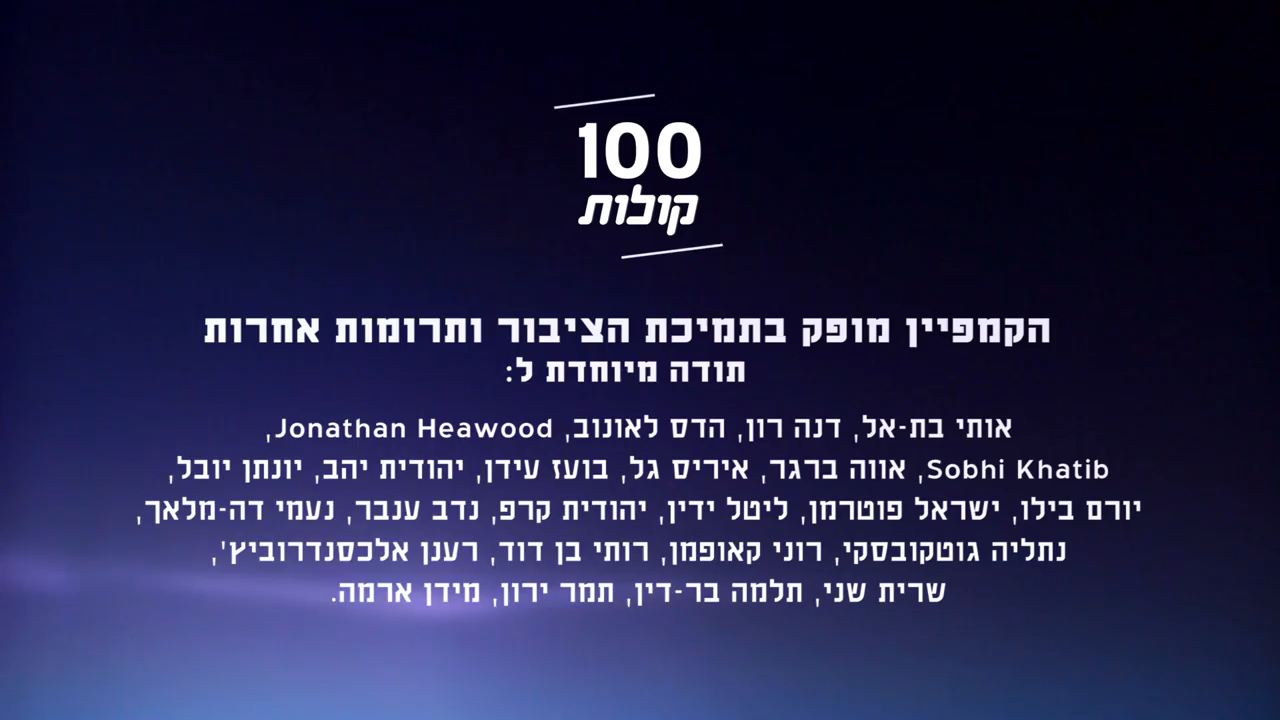 100
קולות
הקמפיין מופק בתמיכת הציבור ותרומות אחרות
תודה מיוחדת ל:
אותי בת-אל, דנה רון, הדס לאונוב, Jonathan Heawood,
Sobhi Khatib, אווה ברגר, איריס גל, בועז עידן, יהודית יהב, יונתן יובל,
יורם בילו, ישראל פוטרמן, ליטל ידין, יהודית קרפ, נדב ענבר, נעמי דה-מלאך,
נתליה גוטקובסקי, רוני קאופמן, רותי בן דוד, רענן אלכסנדרוביץ',
שרית שני, תלמה בר-דין, תמר ירון, מידן ארמה.